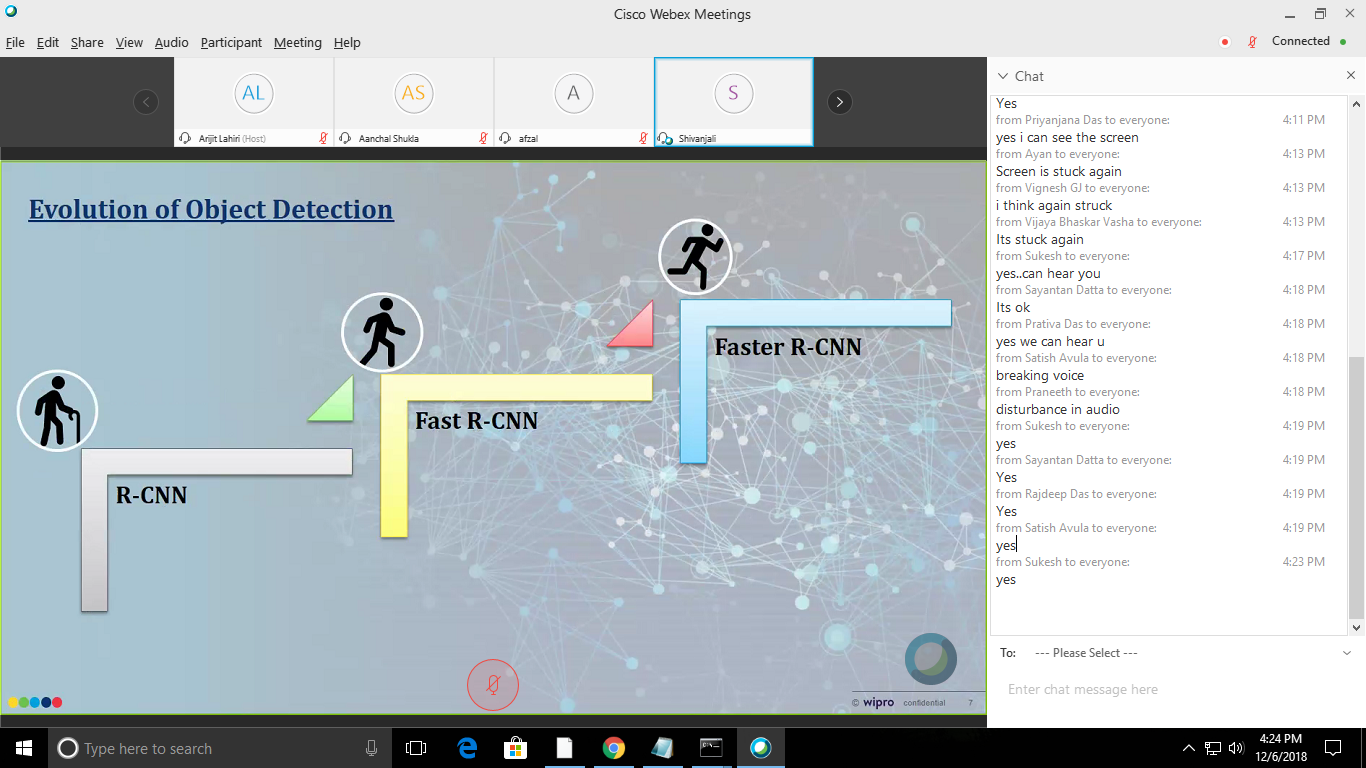 Cisco Webex Meetings
File Edit Share View Audio Participant Meeting Help
Connected
AL
Arijit Lahiri (Host)
AS
Aanchal Shukla
A
afzal
S
Shivanjali
Evolution of Object Detection
R-CNN
Fast R-CNN
Faster R-CNN
© wipro confidential 7
Chat
Yes
from Priyanjana Das to everyone: 4:11 PM
yes i can see the screen
from Ayan to everyone: 4:13 PM
Screen is stuck again
from Vignesh GJ to everyone: 4:13 PM
i think again struck
from Vijaya Bhaskar Vasha to everyone: 4:13 PM
Its stuck again
from Sukesh to everyone: 4:17 PM
yes..can hear you
from Sayantan Datta to everyone: 4:18 PM
Its ok
from Prativa Das to everyone: 4:18 PM
yes we can hear u
from Satish Avula to everyone: 4:18 PM
breaking voice
from Praneeth to everyone: 4:18 PM
disturbance in audio
from Sukesh to everyone: 4:19 PM
yes
from Sayantan Datta to everyone: 4:19 PM
Yes
from Rajdeep Das to everyone: 4:19 PM
Yes
from Satish Avula to everyone: 4:19 PM
yes
from Sukesh to everyone: 4:23 PM
yes
To: --- Please Select ---
Enter chat message here
Type here to search
4:24 PM
12/6/2018